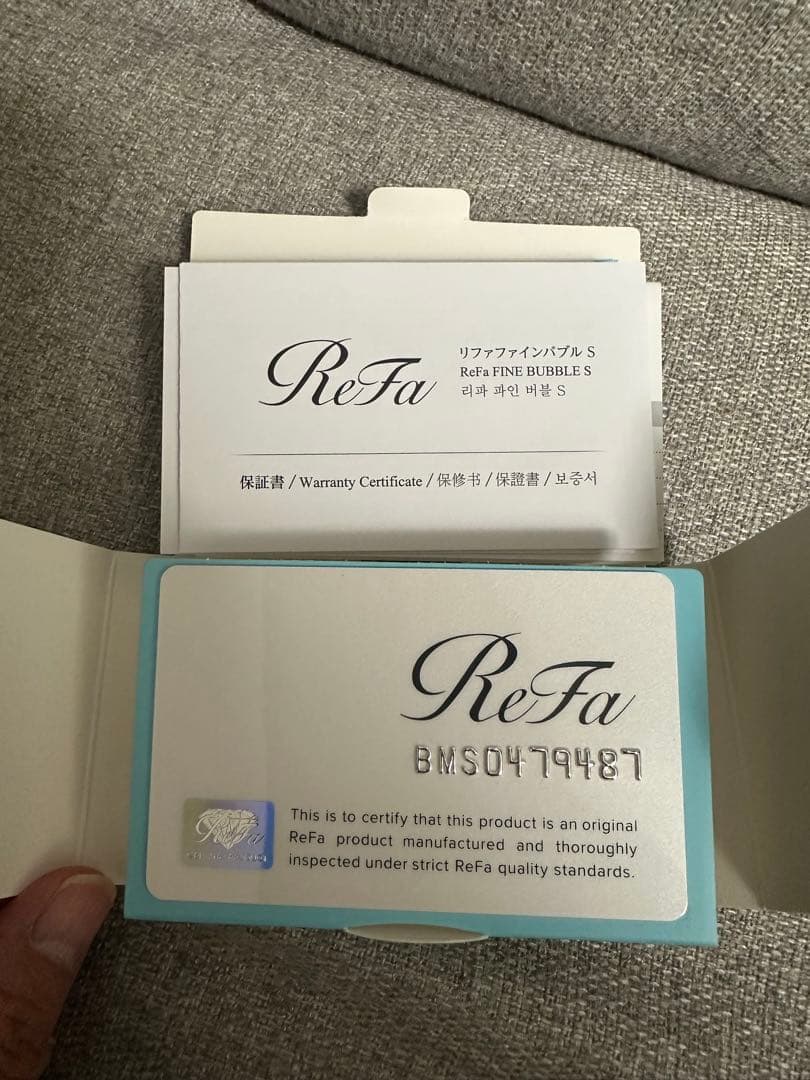 ReFa
リファファインバブル S
ReFa FINE BUBBLE S
리파 파인 버블 S
保証書 / Warranty Certificate / 保修书 / 保證書 / 보증서
ReFa
BMS0479487
This is to certify that this product is an original
ReFa product manufactured and thoroughly
inspected under strict ReFa quality standards.
ReFa